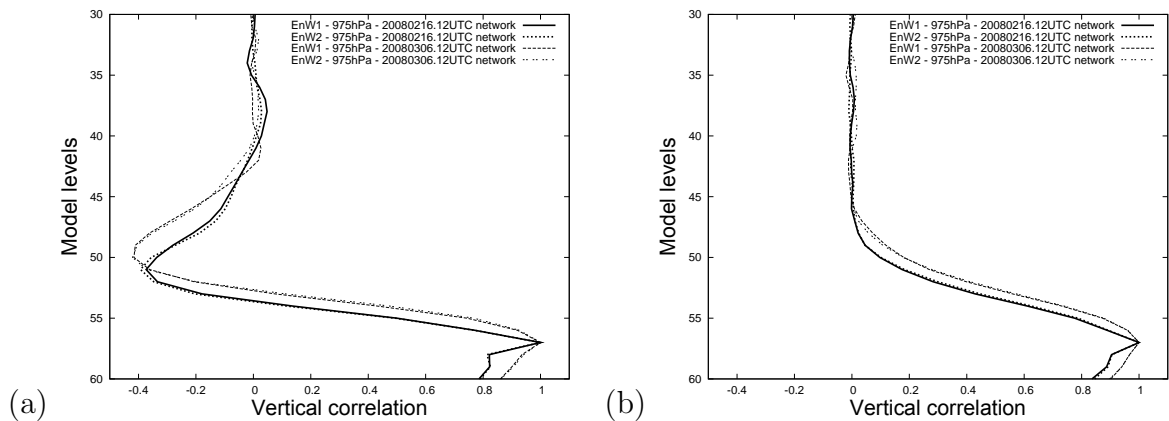 EnW1 - 975hPa - 20080216.12UTC network
EnW2 - 975hPa - 20080216.12UTC network
EnW1 - 975hPa - 20080306.12UTC network
EnW2 - 975hPa - 20080306.12UTC network
30
35
40
45
50
55
60
Model levels
-0.4 -0.2 0 0.2 0.4 0.6 0.8 1
Vertical correlation
(a)
EnW1 - 975hPa - 20080216.12UTC network
EnW2 - 975hPa - 20080216.12UTC network
EnW1 - 975hPa - 20080306.12UTC network
EnW2 - 975hPa - 20080306.12UTC network
30
35
40
45
50
55
60
Model levels
-0.4 -0.2 0 0.2 0.4 0.6 0.8 1
Vertical correlation
(b)